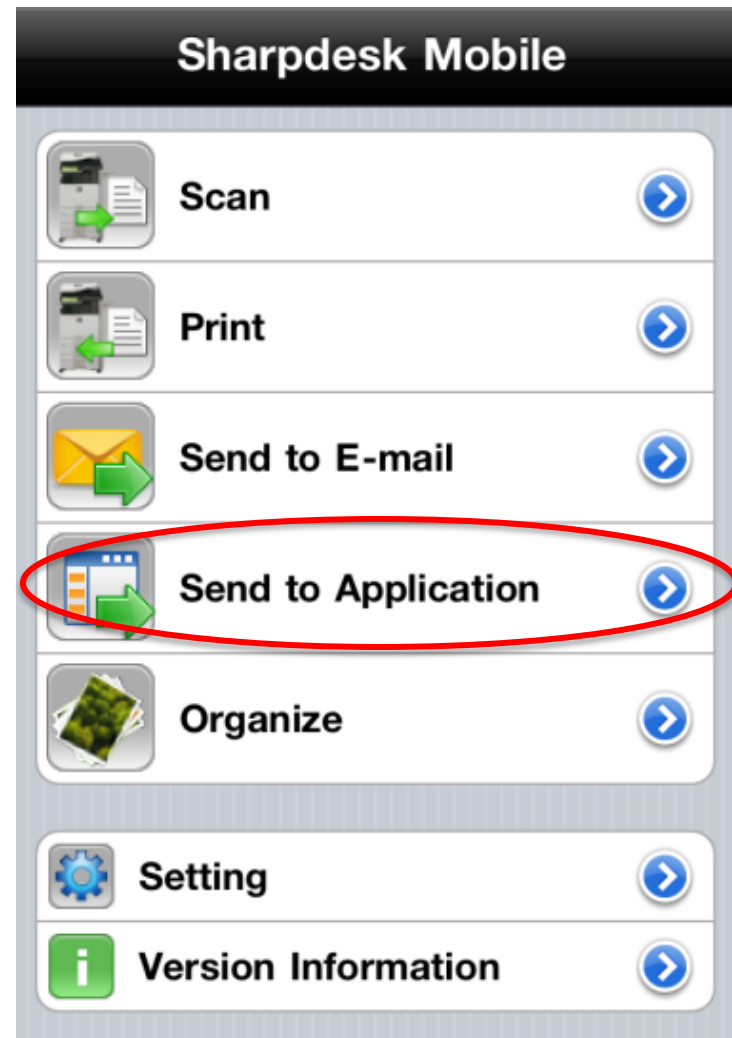 Sharpdesk Mobile
Scan
Print
Send to E-mail
Send to Application
Organize
Setting
Version Information